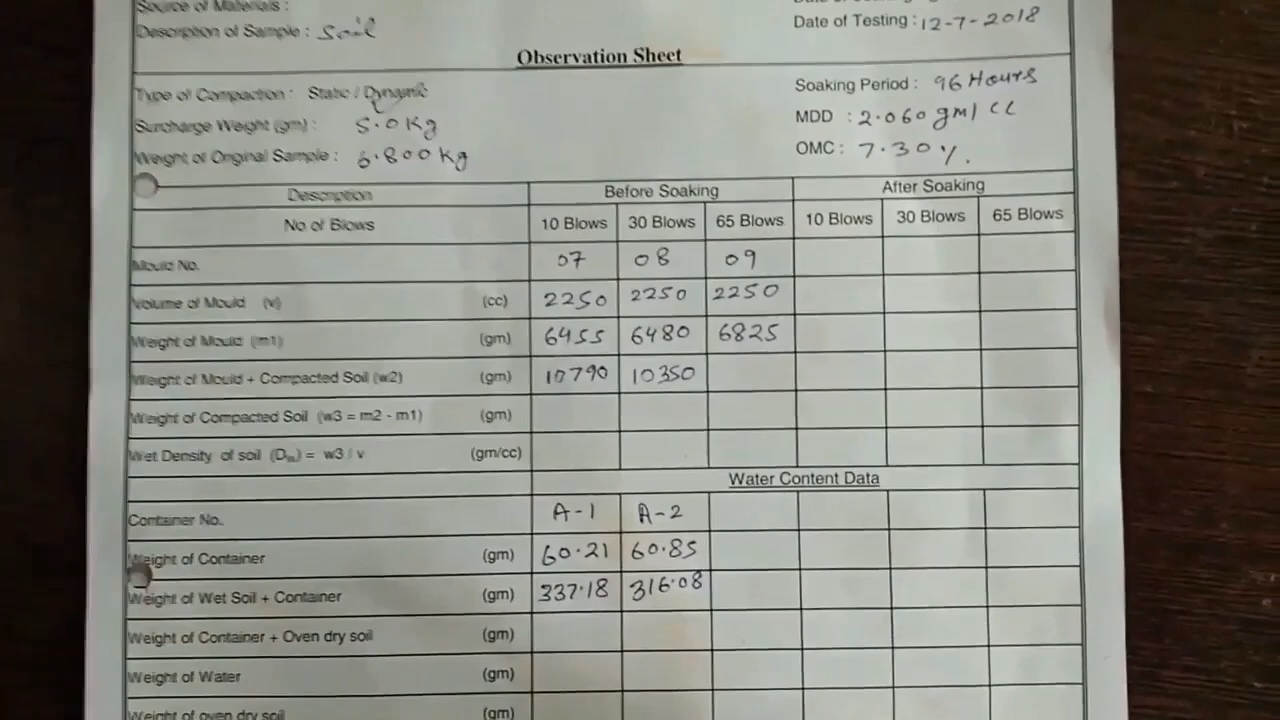 Source of Materials :
Description of Sample : Soil
Date of Testing : 12-7-2018
Observation Sheet
Type of Compaction : Static / Dynamic
Surcharge Weight (gm) : 5.0 Kg
Weight of Original Sample : 6.800 Kg
Soaking Period : 96 Hours
MDD : 2.060 gm/cc
OMC : 7.30 %.
Description Before Soaking After Soaking
No of Blows 10 Blows 30 Blows 65 Blows 10 Blows 30 Blows 65 Blows
Mould No. 07 08 09
Volume of Mould (v) (cc) 2250 2250 2250
Weight of Mould (m1) (gm) 6455 6480 6825
Weight of Mould + Compacted Soil (w2) (gm) 10790 10350
Weight of Compacted Soil (w3 = m2 - m1) (gm)
Wet Density of soil (Dm) = w3 / v (gm/cc)
Water Content Data
Container No. A-1 A-2
Weight of Container (gm) 60.21 60.85
Weight of Wet Soil + Container (gm) 337.18 316.08
Weight of Container + Oven dry soil (gm)
Weight of Water (gm)
Weight of oven dry soil (gm)